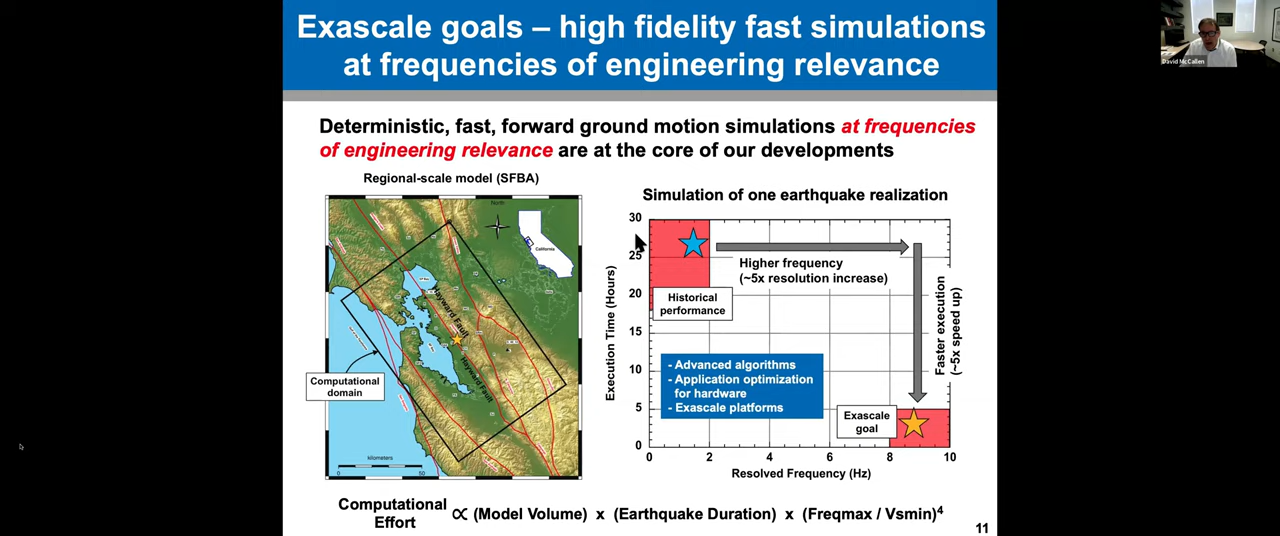 Exascale goals – high fidelity fast simulations
at frequencies of engineering relevance
David McCallen
Deterministic, fast, forward ground motion simulations at frequencies
of engineering relevance are at the core of our developments
Regional-scale model (SFBA)
North
California
Hayward Fault
Hayward Fault
Computational
domain
kilometers
0
50
Simulation of one earthquake realization
Execution Time (Hours)
30
25
20
15
10
5
0
0 2 4 6 8 10
Resolved Frequency (Hz)
Higher frequency
(~5x resolution increase)
Historical
performance
Faster execution
(~5x speed up)
- Advanced algorithms
- Application optimization
for hardware
- Exascale platforms
Exascale
goal
Computational
Effort
∝ (Model Volume) x (Earthquake Duration) x (Freqmax / Vsmin)⁴
11